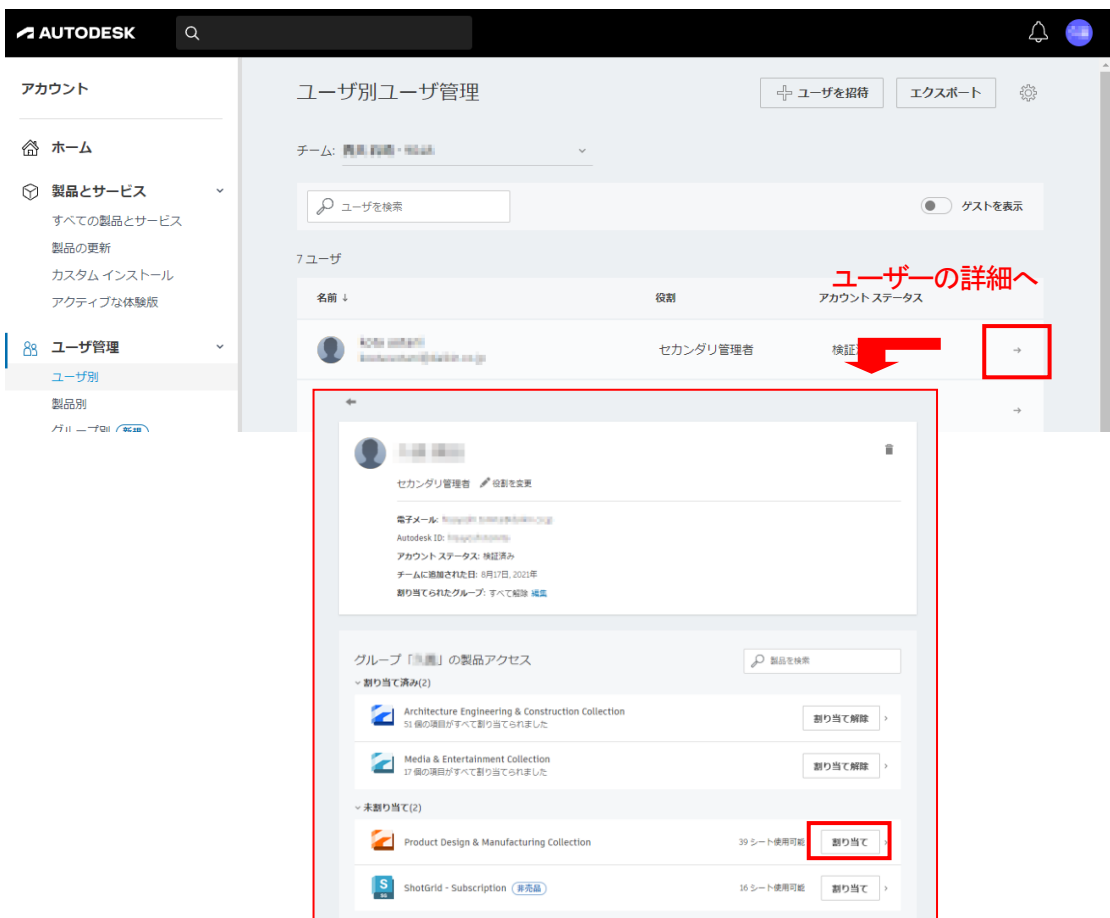 AUTODESK
アカウント
ホーム
製品とサービス
すべての製品とサービス
製品の更新
カスタム インストール
アクティブな体験版
ユーザ管理
ユーザ別
製品別
グループ別 新規
ユーザ別ユーザ管理
ユーザを招待
エクスポート
チーム:
ユーザを検索
ゲストを表示
7 ユーザ
ユーザーの詳細へ
名前 ↓
役割
アカウント ステータス
セカンダリ管理者
検証
セカンダリ管理者 役割を変更
電子メール:
Autodesk ID:
アカウント ステータス: 検証済み
チームに追加された日: 8月17日, 2021年
割り当てられたグループ: すべて解除 編集
グループ「 」の製品アクセス
製品を検索
割り当て済み(2)
Architecture Engineering & Construction Collection
51 個の項目がすべて割り当てられました
割り当て解除
Media & Entertainment Collection
17 個の項目がすべて割り当てられました
割り当て解除
未割り当て(2)
Product Design & Manufacturing Collection
39 シート使用可能
割り当て
S
SG
ShotGrid - Subscription 非売品
16 シート使用可能
割り当て